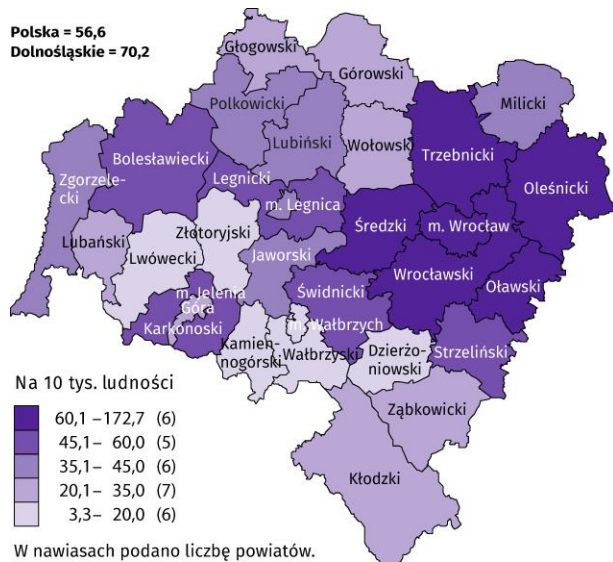 Polska = 56,6
Dolnośląskie = 70,2
Głogowski
Górowski
Polkowicki
Milicki
Lubiński
Wołowski
Trzebnicki
Bolesławiecki
Oleśnicki
Zgorzele-
cki
Legnicki
m. Legnica
Średzki
m. Wrocław
Lubański
Złotoryjski
Lwówecki
Jaworski
Wrocławski
Oławski
m. Jelenia
Góra
Świdnicki
Karkonoski
m. Wałbrzych
Kamien-
nogórski
Wałbrzyski
Dzierżo-
niowski
Strzeliński
Ząbkowicki
Kłodzki
Na 10 tys. ludności
60,1 – 172,7 (6)
45,1 – 60,0 (5)
35,1 – 45,0 (6)
20,1 – 35,0 (7)
3,3 – 20,0 (6)
W nawiasach podano liczbę powiatów.